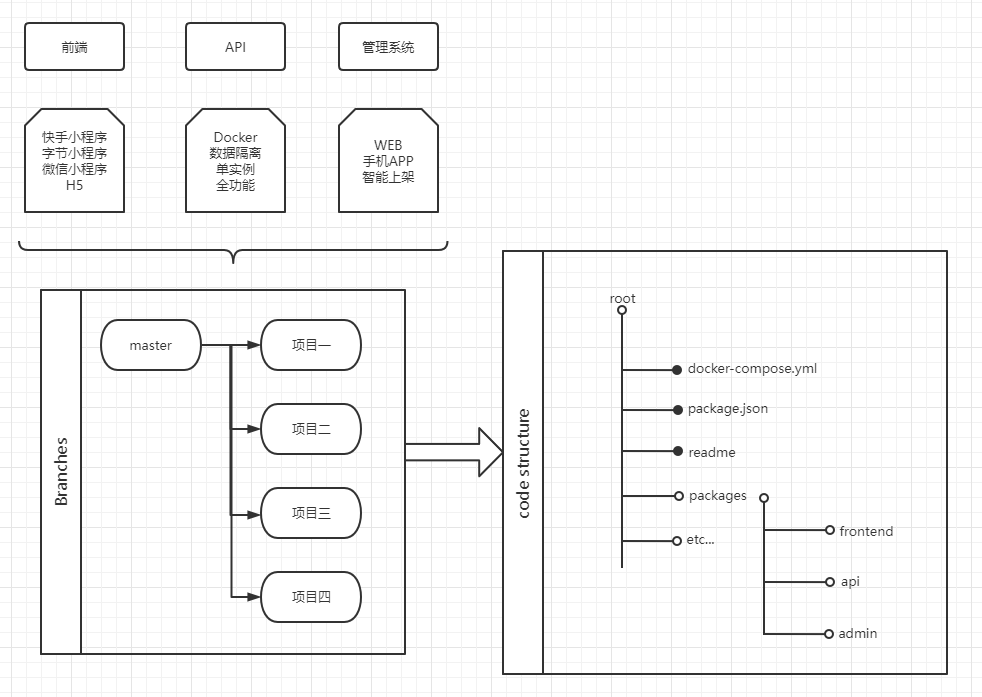 前端
API
管理系统
快手小程序
字节小程序
微信小程序
H5
Docker
数据隔离
单实例
全功能
WEB
手机APP
智能上架
Branches
master
项目一
项目二
项目三
项目四
code structure
root
docker-compose.yml
package.json
readme
packages
etc...
frontend
api
admin